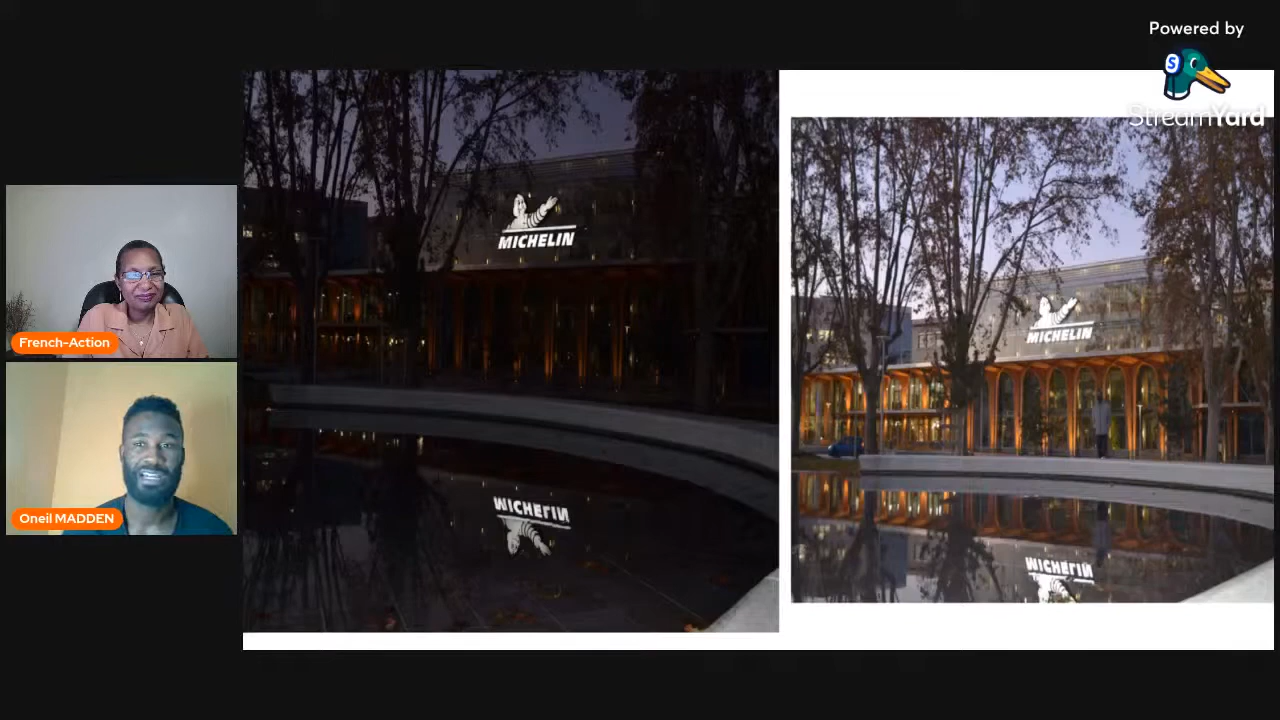 Powered by
S
StreamYard
MICHELIN
MICHELIN
MICHELIN
MICHELIN
French-Action
Oneil MADDEN